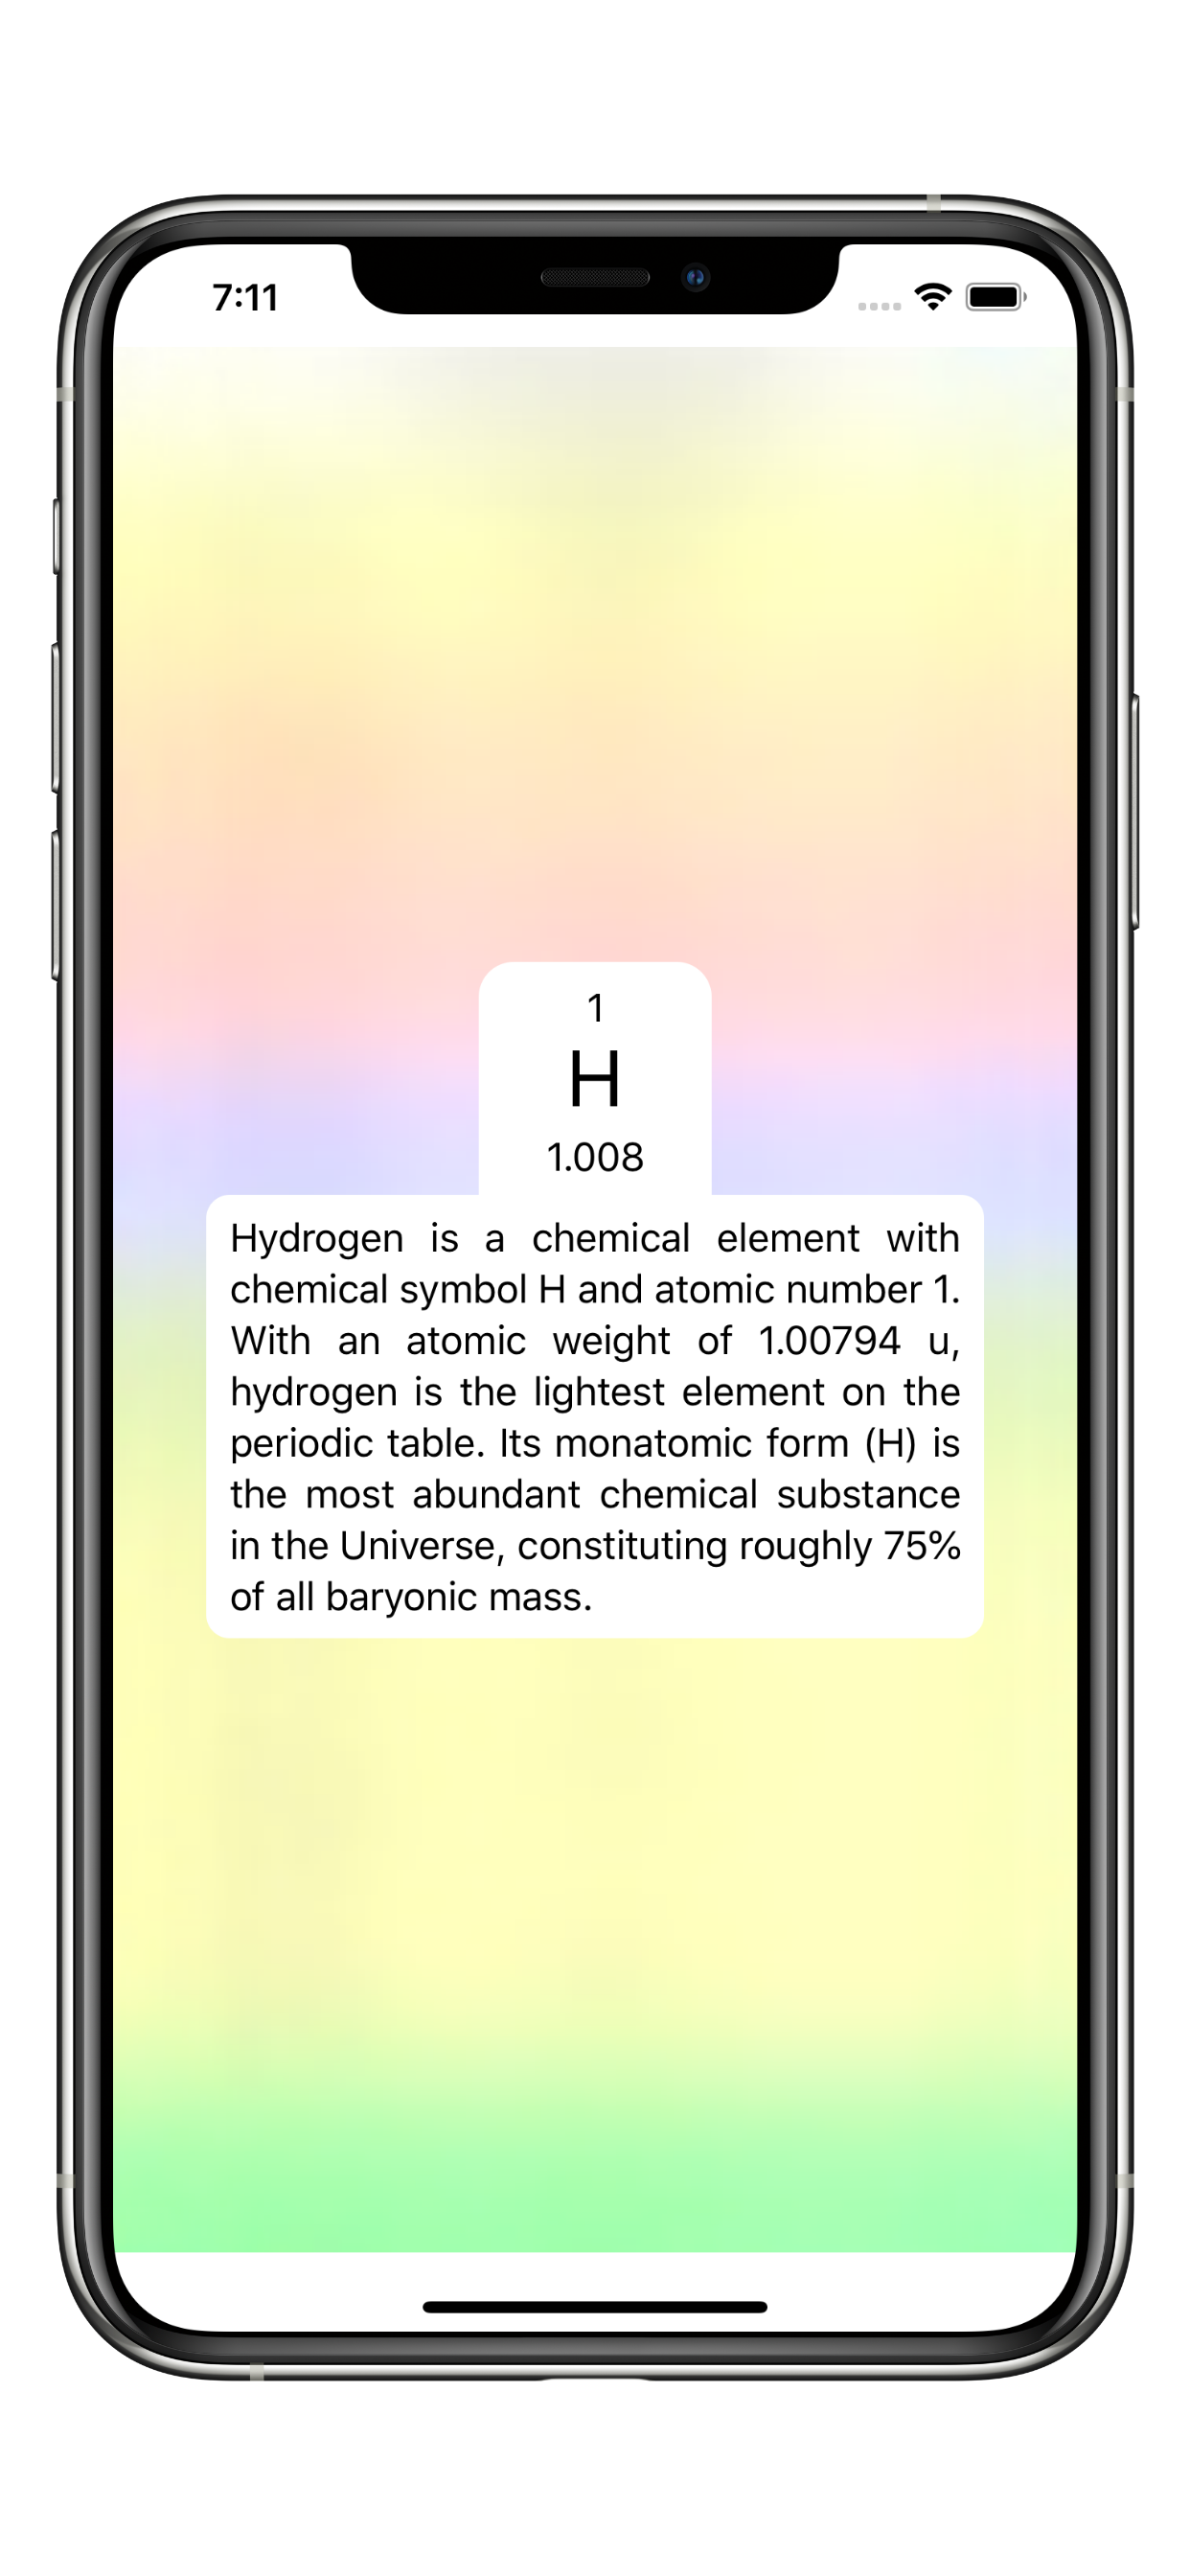 7:11
1
H
1.008
Hydrogen is a chemical element with
chemical symbol H and atomic number 1.
With an atomic weight of 1.00794 u,
hydrogen is the lightest element on the
periodic table. Its monatomic form (H) is
the most abundant chemical substance
in the Universe, constituting roughly 75%
of all baryonic mass.